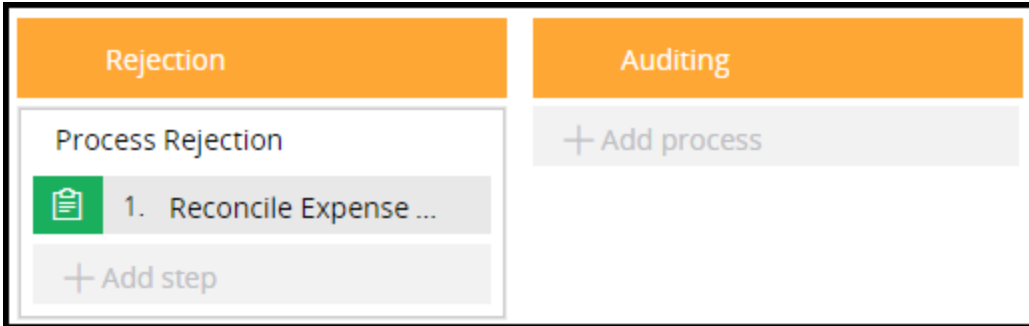 Rejection
Auditing
Process Rejection
+ Add process
1. Reconcile Expense ...
+ Add step